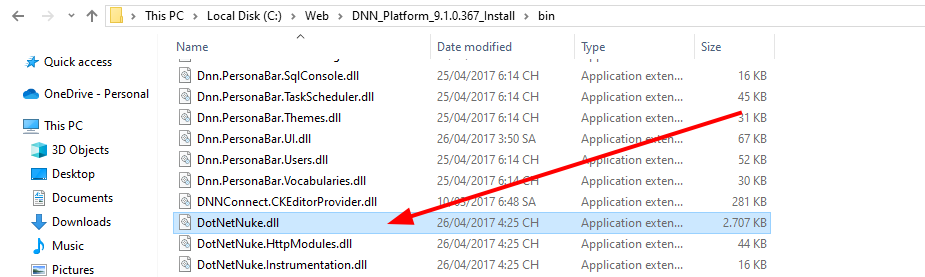 This PC > Local Disk (C:) > Web > DNN_Platform_9.1.0.367_Install > bin
Name Date modified Type Size
Quick access
OneDrive - Personal
This PC
3D Objects
Desktop
Documents
Downloads
Music
Pictures
Dnn.PersonaBar.SqlConsole.dll 25/04/2017 6:14 CH Application exten... 16 KB
Dnn.PersonaBar.TaskScheduler.dll 25/04/2017 6:14 CH Application exten... 45 KB
Dnn.PersonaBar.Themes.dll 25/04/2017 6:14 CH Application exten... 31 KB
Dnn.PersonaBar.UI.dll 26/04/2017 3:50 SA Application exten... 67 KB
Dnn.PersonaBar.Users.dll 25/04/2017 6:14 CH Application exten... 52 KB
Dnn.PersonaBar.Vocabularies.dll 25/04/2017 6:14 CH Application exten... 30 KB
DNNConnect.CKEditorProvider.dll 6:48 SA Application exten... 281 KB
DotNetNuke.dll 26/04/2017 4:25 CH Application exten... 2.707 KB
DotNetNuke.HttpModules.dll 26/04/2017 4:25 CH Application exten... 44 KB
DotNetNuke.Instrumentation.dll 26/04/2017 4:25 CH Application exten... 16 KB